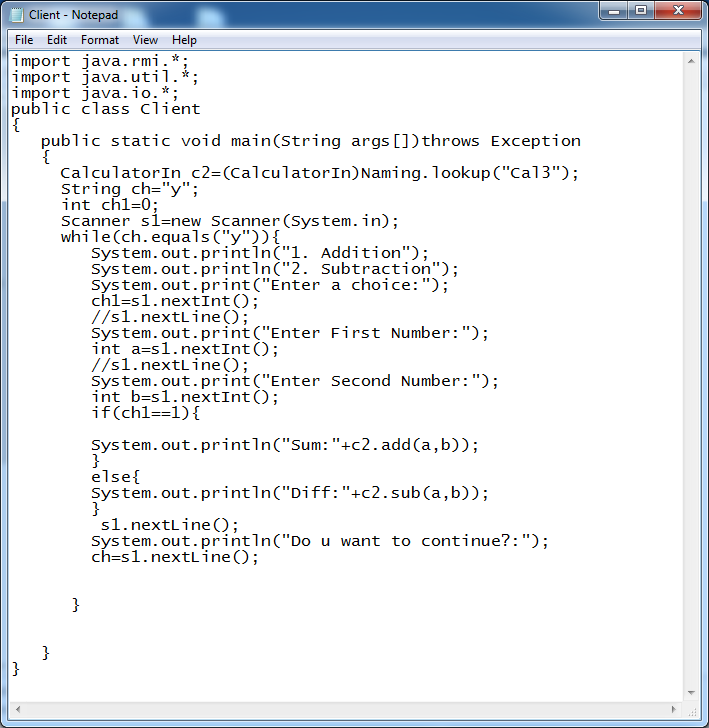 Client - Notepad
File Edit Format View Help
import java.rmi.*;
import java.util.*;
import java.io.*;
public class Client
{
   public static void main(String args[])throws Exception
   {
     CalculatorIn c2=(CalculatorIn)Naming.lookup("Cal3");
     String ch="y";
     int ch1=0;
     Scanner s1=new Scanner(System.in);
     while(ch.equals("y")){
        System.out.println("1. Addition");
        System.out.println("2. Subtraction");
        System.out.print("Enter a choice:");
        ch1=s1.nextInt();
        //s1.nextLine();
        System.out.print("Enter First Number:");
        int a=s1.nextInt();
        //s1.nextLine();
        System.out.print("Enter Second Number:");
        int b=s1.nextInt();
        if(ch1==1){

        System.out.println("Sum:"+c2.add(a,b));
        }
        else{
        System.out.println("Diff:"+c2.sub(a,b));
        }
         s1.nextLine();
        System.out.println("Do u want to continue?:");
        ch=s1.nextLine();


      }


   }
}